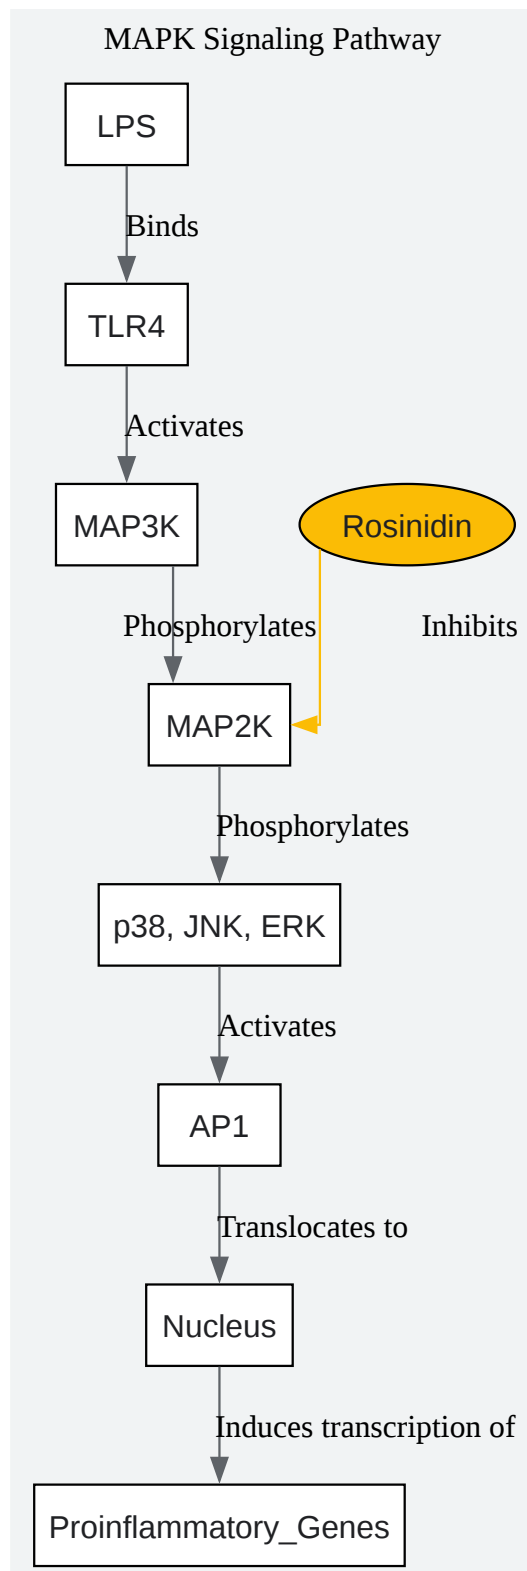 MAPK Signaling Pathway
LPS
Binds
TLR4
Activates
MAP3K
Rosinidin
Phosphorylates
Inhibits
MAP2K
Phosphorylates
p38, JNK, ERK
Activates
AP1
Translocates to
Nucleus
Induces transcription of
Proinflammatory_Genes